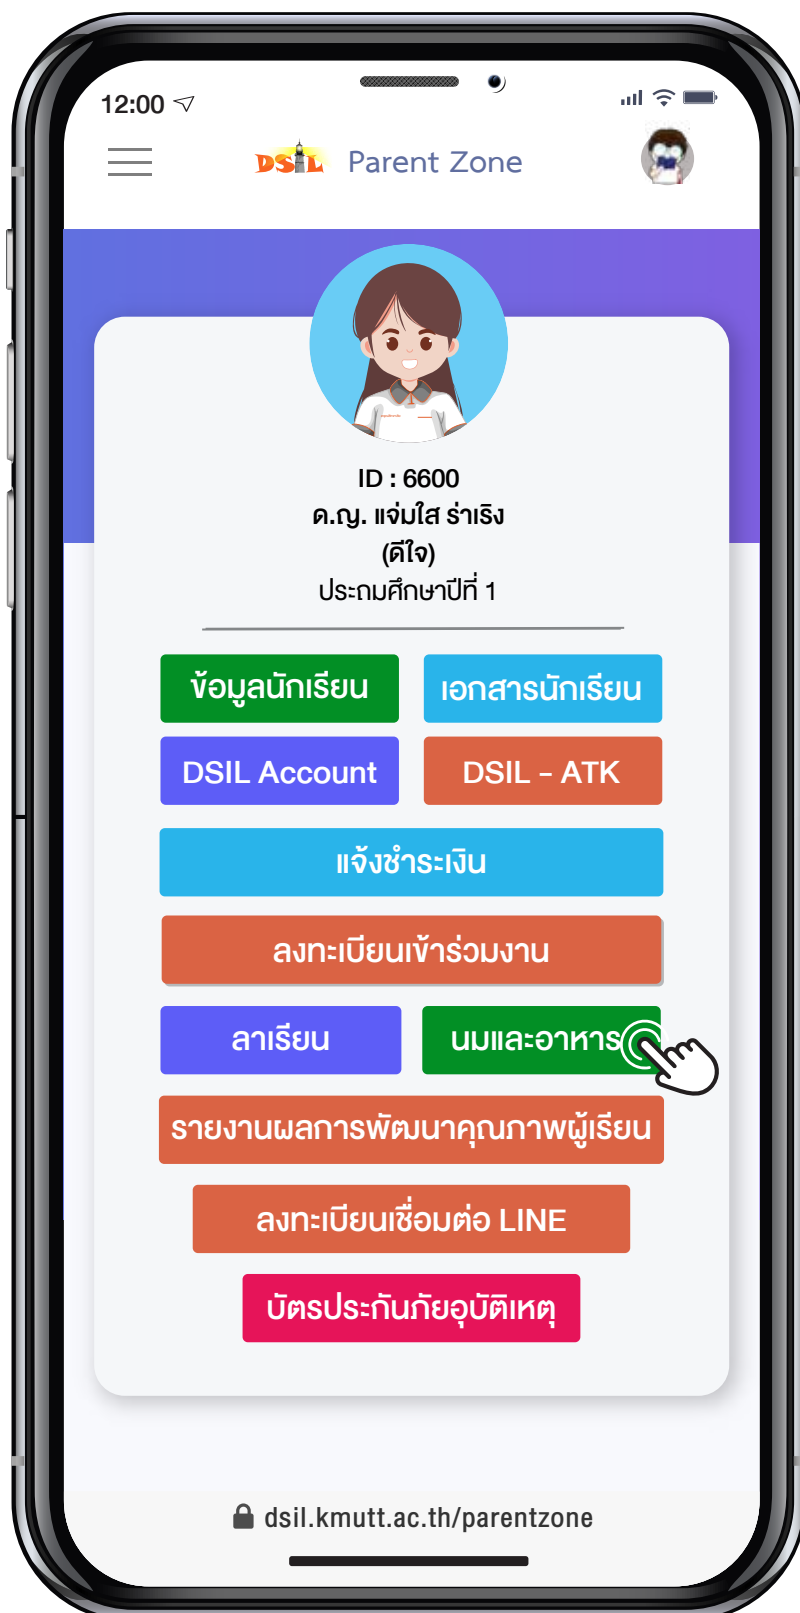 12:00
DSIL Parent Zone
ID : 6600
ด.ญ. แจ่มใส ร่าเริง
(ดีใจ)
ประถมศึกษาปีที่ 1
ข้อมูลนักเรียน เอกสารนักเรียน
DSIL Account DSIL - ATK
แจ้งชำระเงิน
ลงทะเบียนเข้าร่วมงาน
ลาเรียน นมและอาหาร
รายงานผลการพัฒนาคุณภาพผู้เรียน
ลงทะเบียนเชื่อมต่อ LINE
บัตรประกันภัยอุบัติเหตุ
dsil.kmutt.ac.th/parentzone